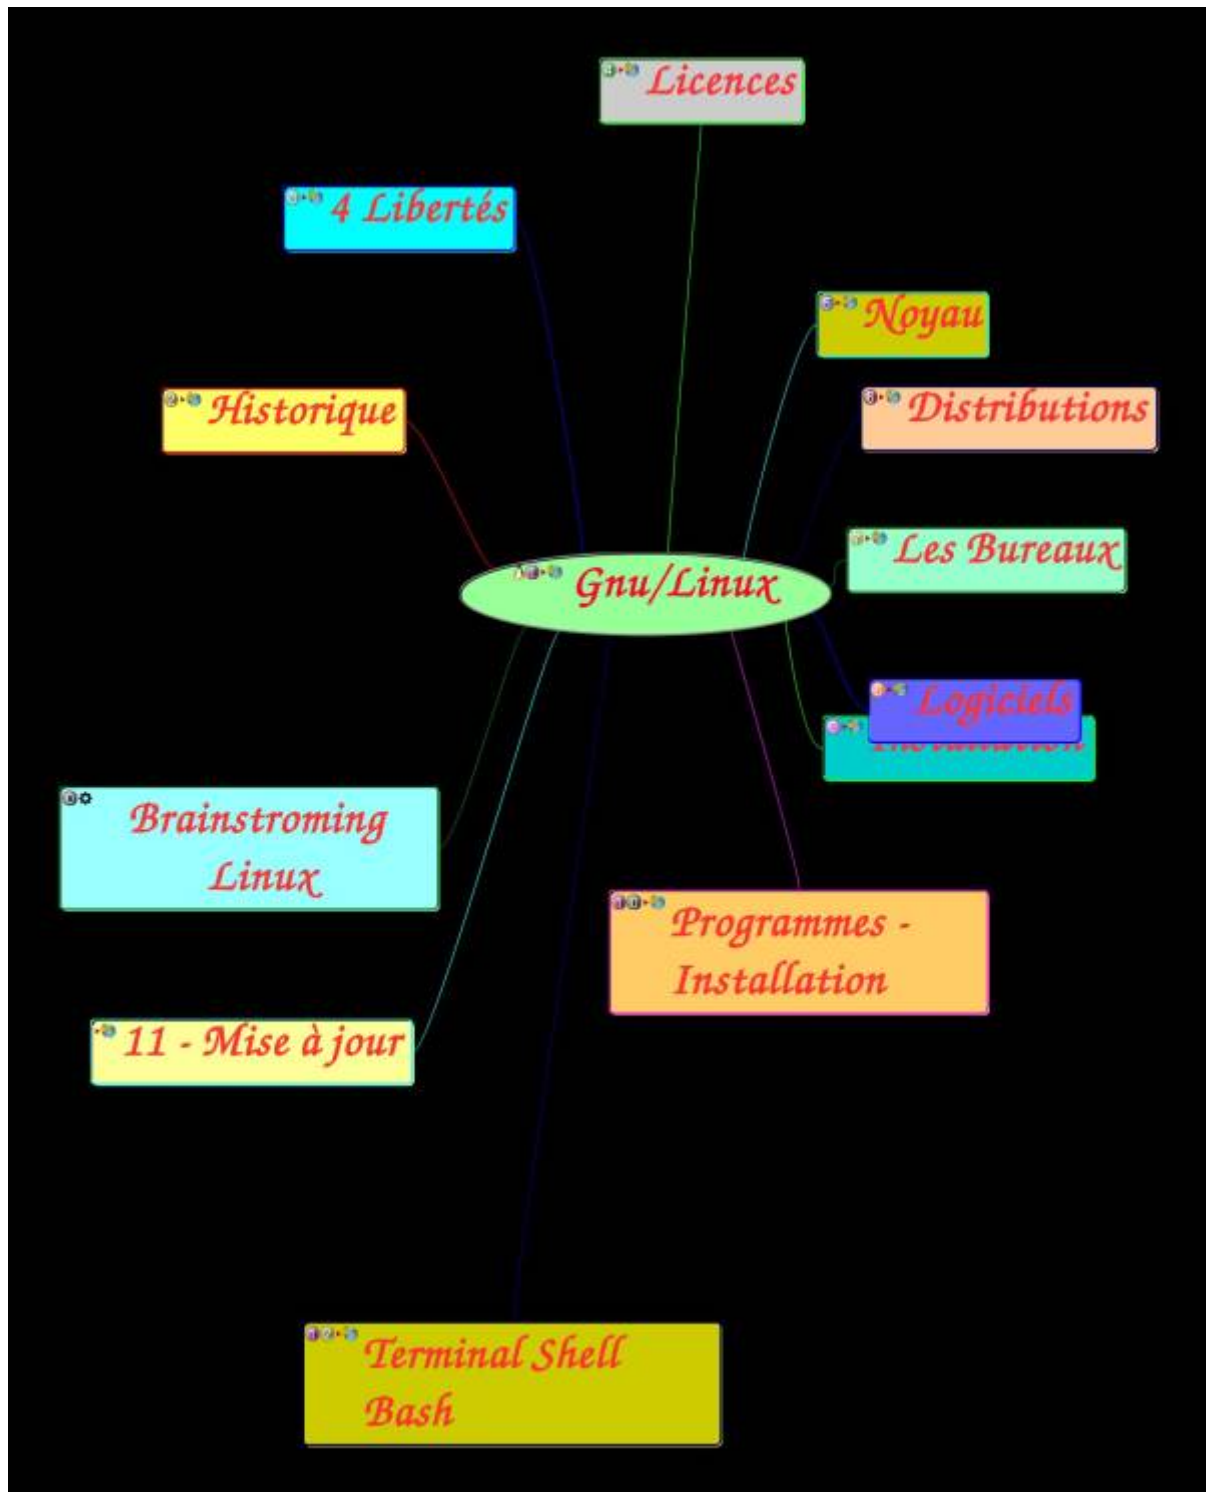 Licences
4 Libertés
Noyau
Historique
Distributions
Les Bureaux
Gnu/Linux
Logiciels
Installation
Brainstroming
Linux
Programmes -
Installation
11 - Mise à jour
Terminal Shell
Bash